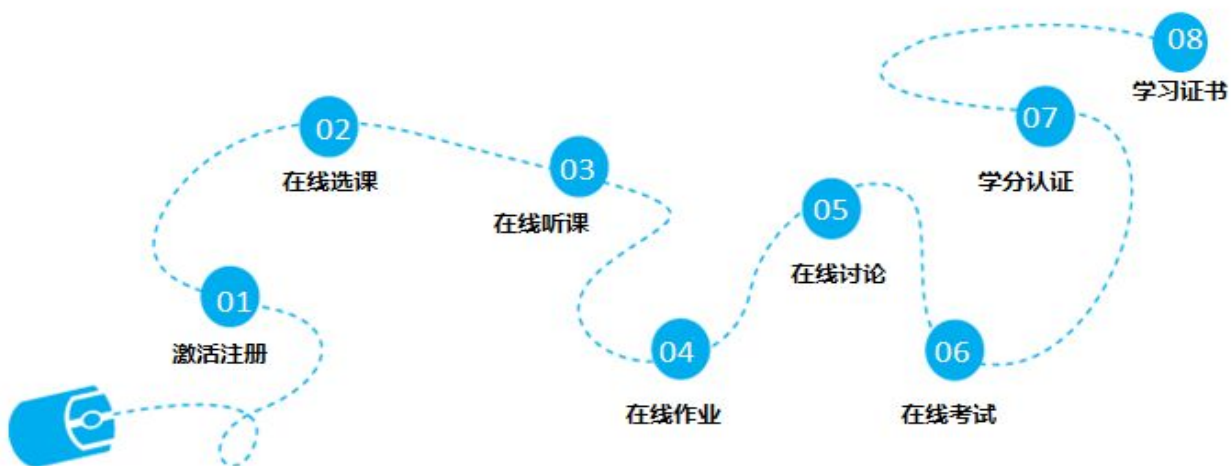 01
激活注册
02
在线选课
03
在线听课
04
在线作业
05
在线讨论
06
在线考试
07
学分认证
08
学习证书